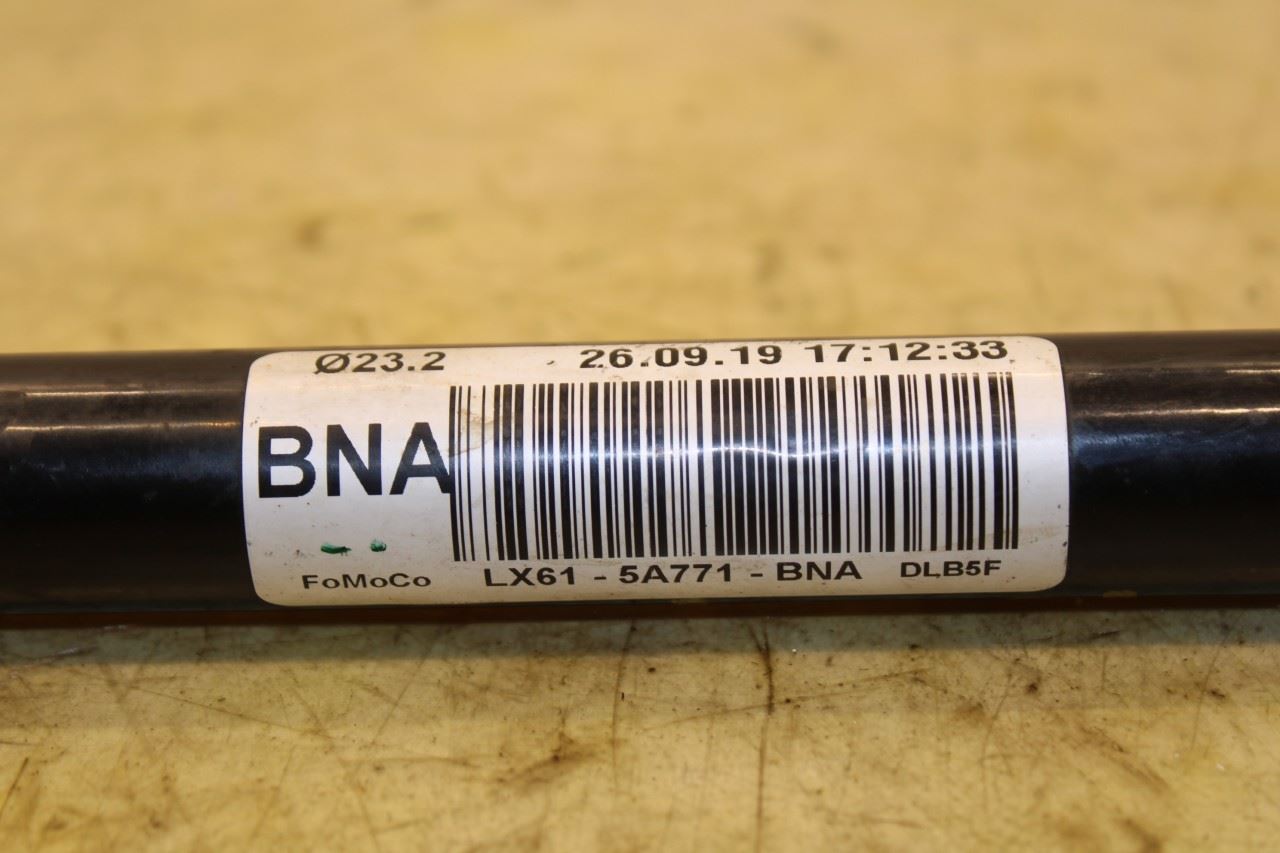 Ø23.2 26.09.19 17:12:33
BNA
FoMoCo LX61 - 5A771 - BNA DLB5F